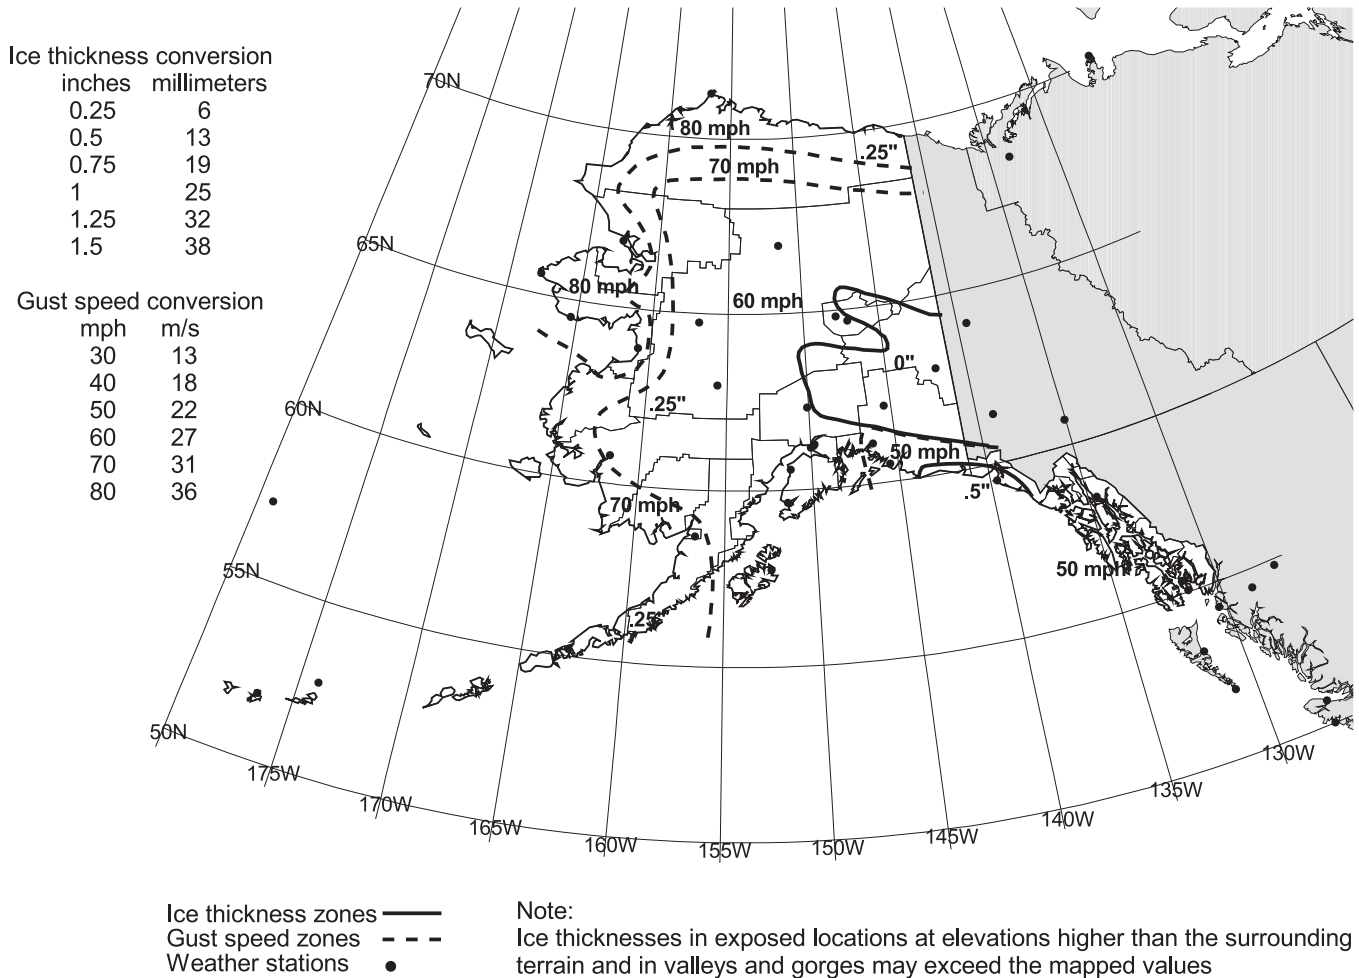 Ice thickness conversion
inches millimeters
0.25 6
0.5 13
0.75 19
1 25
1.25 32
1.5 38
Gust speed conversion
mph m/s
30 13
40 18
50 22
60 27
70 31
80 36
70N
65N
60N
55N
50N
80 mph
.25"
70 mph
80 mph
60 mph
0"
.25"
50 mph
.5"
70 mph
50 mph
.25"
175W
170W
165W
160W
155W
150W
145W
140W
135W
130W
Ice thickness zones
Gust speed zones
Weather stations
Note:
Ice thicknesses in exposed locations at elevations higher than the surrounding
terrain and in valleys and gorges may exceed the mapped values